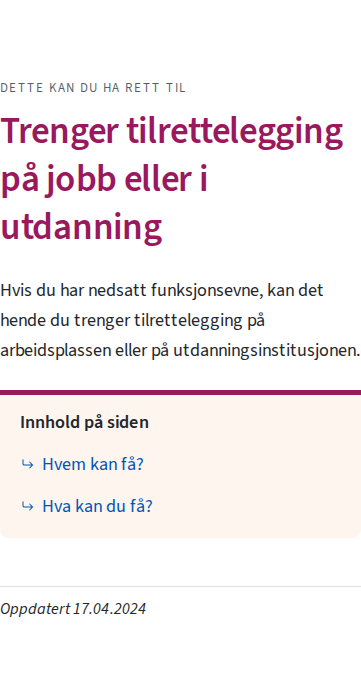 DETTE KAN DU HA RETT TIL
Trenger tilrettelegging
på jobb eller i
utdanning
Hvis du har nedsatt funksjonsevne, kan det
hende du trenger tilrettelegging på
arbeidsplassen eller på utdanningsinstitusjonen.
Innhold på siden
Hvem kan få?
Hva kan du få?
Oppdatert 17.04.2024